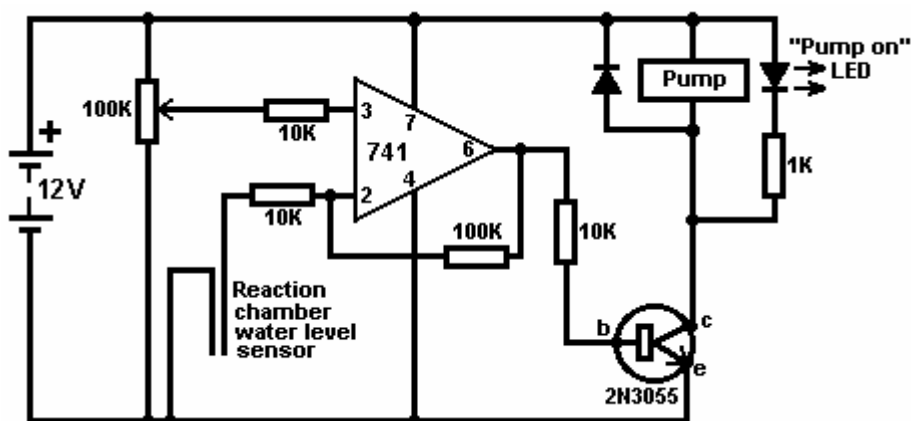 "Pump on"
LED
Pump
100K
10K
3
7
741
6
+
12V
4
2
10K
100K
10K
1K
Reaction
chamber
water level
sensor
b
c
e
2N3055